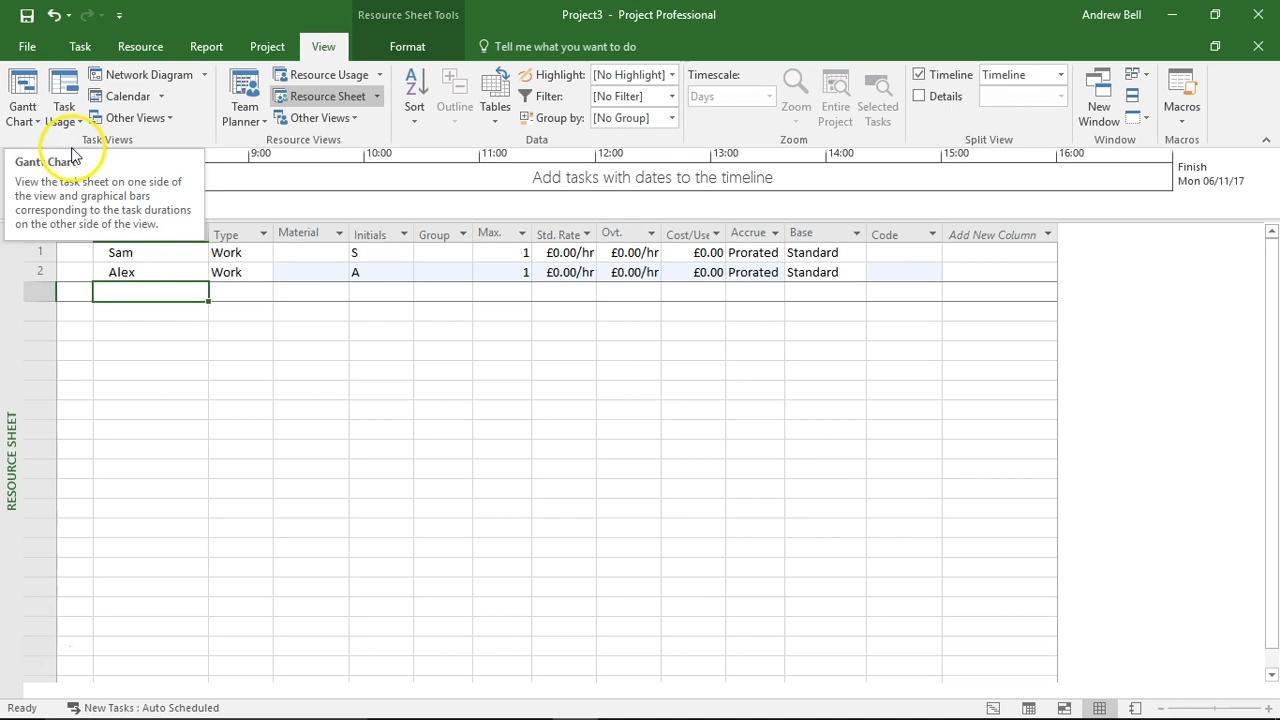 Resource Sheet Tools
Project3 - Project Professional
Andrew Bell
File Task Resource Report Project View Format Tell me what you want to do
Gantt Chart
Task Usage
Network Diagram
Calendar
Other Views
Task Views
Team Planner
Resource Usage
Resource Sheet
Other Views
Resource Views
Sort
Outline
Tables
Highlight: [No Highlight]
Filter: [No Filter]
Group by: [No Group]
Data
Timescale:
Days
Zoom
Entire Project
Selected Tasks
Zoom
Timeline Timeline
Details
Split View
New Window
Window
Macros
Macros
9:00 10:00 11:00 12:00 13:00 14:00 15:00 16:00
Add tasks with dates to the timeline
Finish
Mon 06/11/17
Gantt Chart
View the task sheet on one side of
the view and graphical bars
corresponding to the task durations
on the other side of the view.
Type Material Initials Group Max. Std. Rate Ovt. Cost/Use Accrue Base Code Add New Column
1 Sam Work S 1 £0.00/hr £0.00/hr £0.00 Prorated Standard
2 Alex Work A 1 £0.00/hr £0.00/hr £0.00 Prorated Standard
RESOURCE SHEET
Ready New Tasks : Auto Scheduled